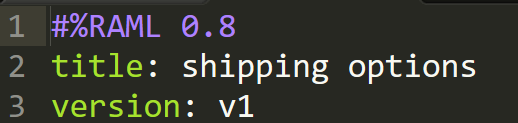 1 #%RAML 0.8
2 title: shipping options
3 version: v1